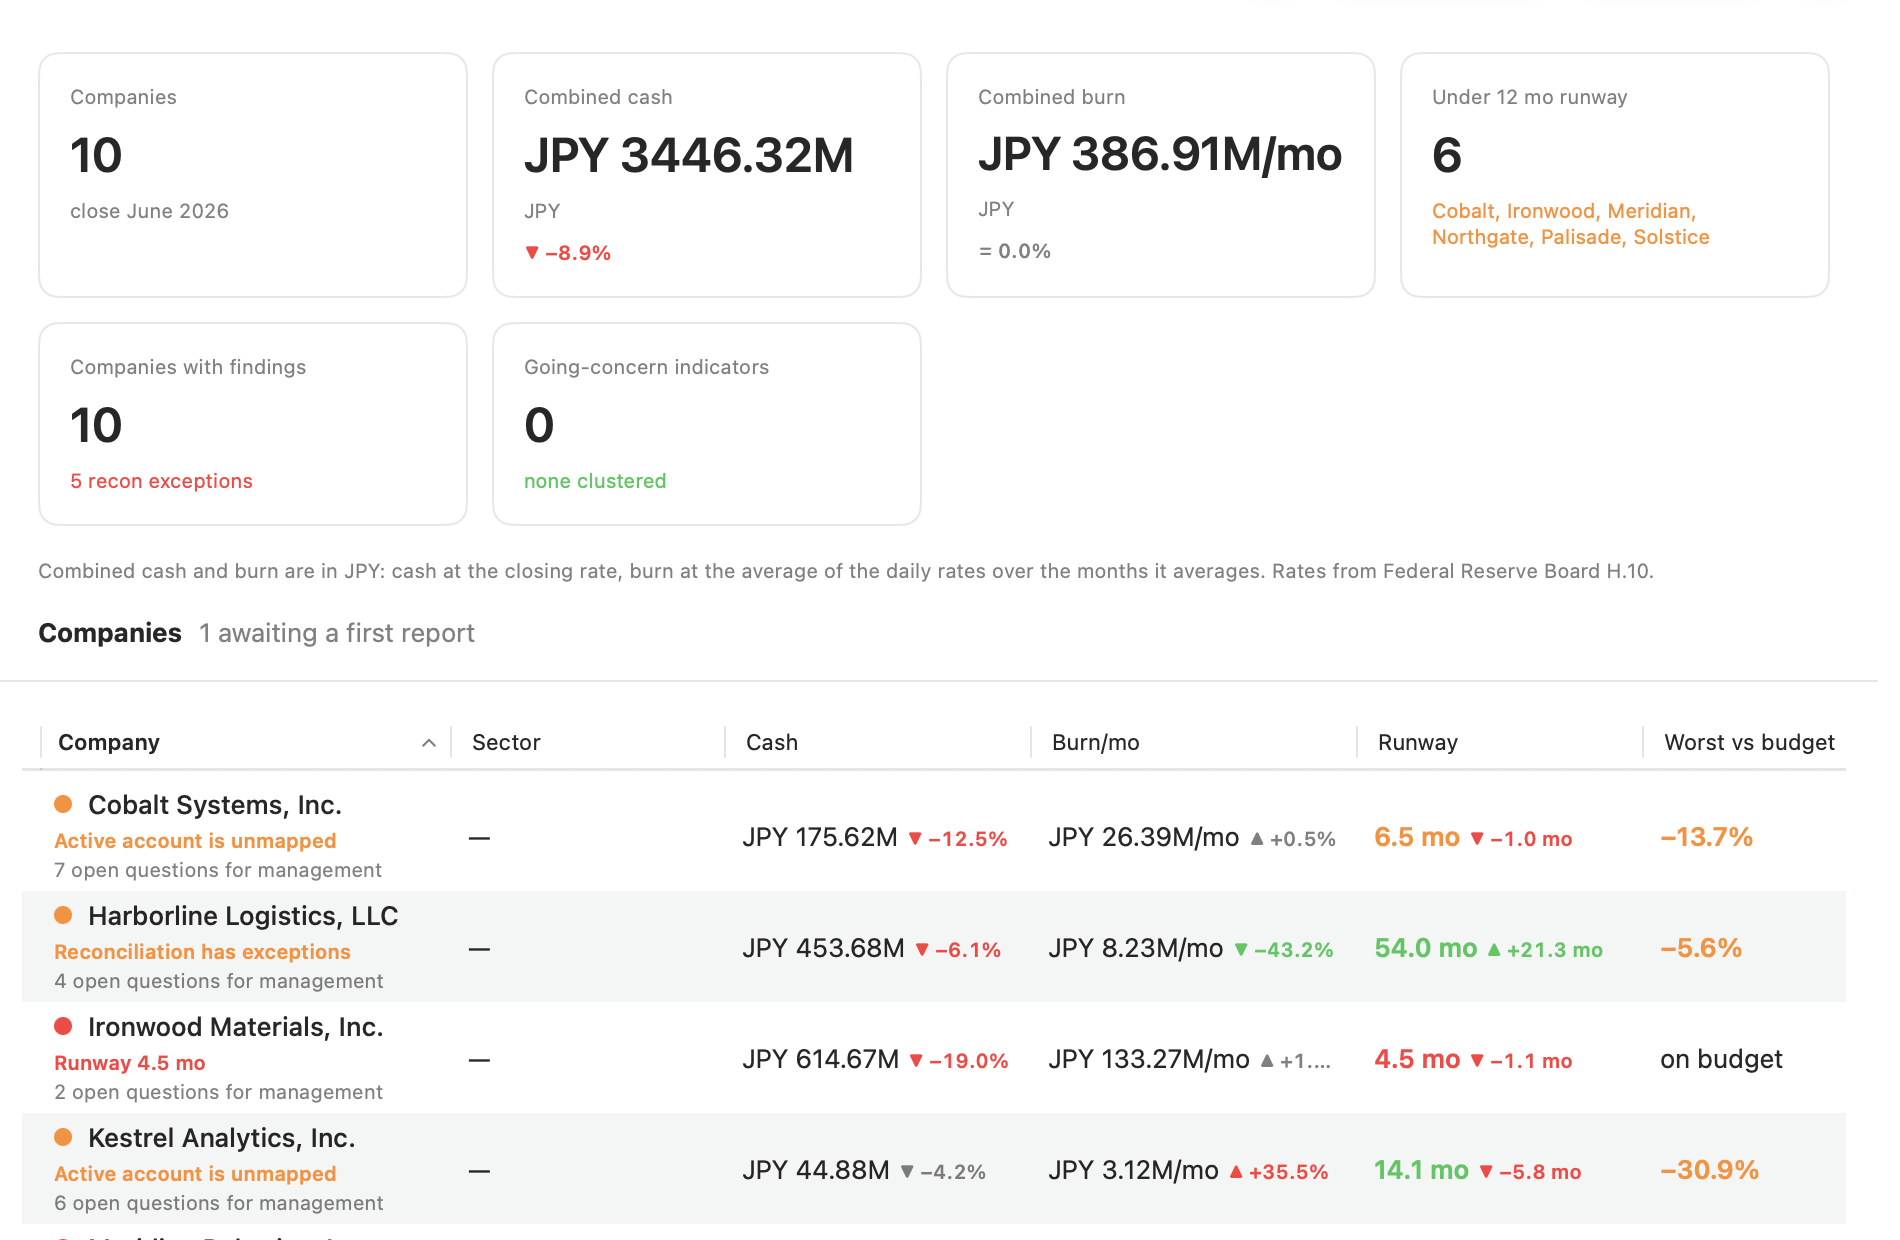 Companies
10
close June 2026
Combined cash
JPY 3446.32M
JPY
▼ −8.9%
Combined burn
JPY 386.91M/mo
JPY
= 0.0%
Under 12 mo runway
6
Cobalt, Ironwood, Meridian,
Northgate, Palisade, Solstice
Companies with findings
10
5 recon exceptions
Going-concern indicators
0
none clustered
Combined cash and burn are in JPY: cash at the closing rate, burn at the average of the daily rates over the months it averages. Rates from Federal Reserve Board H.10.
Companies 1 awaiting a first report
Company Sector Cash Burn/mo Runway Worst vs budget
Cobalt Systems, Inc.
Active account is unmapped
7 open questions for management
— JPY 175.62M ▼ −12.5% JPY 26.39M/mo ▲ +0.5% 6.5 mo ▼ −1.0 mo −13.7%
Harborline Logistics, LLC
Reconciliation has exceptions
4 open questions for management
— JPY 453.68M ▼ −6.1% JPY 8.23M/mo ▼ −43.2% 54.0 mo ▲ +21.3 mo −5.6%
Ironwood Materials, Inc.
Runway 4.5 mo
2 open questions for management
— JPY 614.67M ▼ −19.0% JPY 133.27M/mo ▲ +1.... 4.5 mo ▼ −1.1 mo on budget
Kestrel Analytics, Inc.
Active account is unmapped
6 open questions for management
— JPY 44.88M ▼ −4.2% JPY 3.12M/mo ▲ +35.5% 14.1 mo ▼ −5.8 mo −30.9%